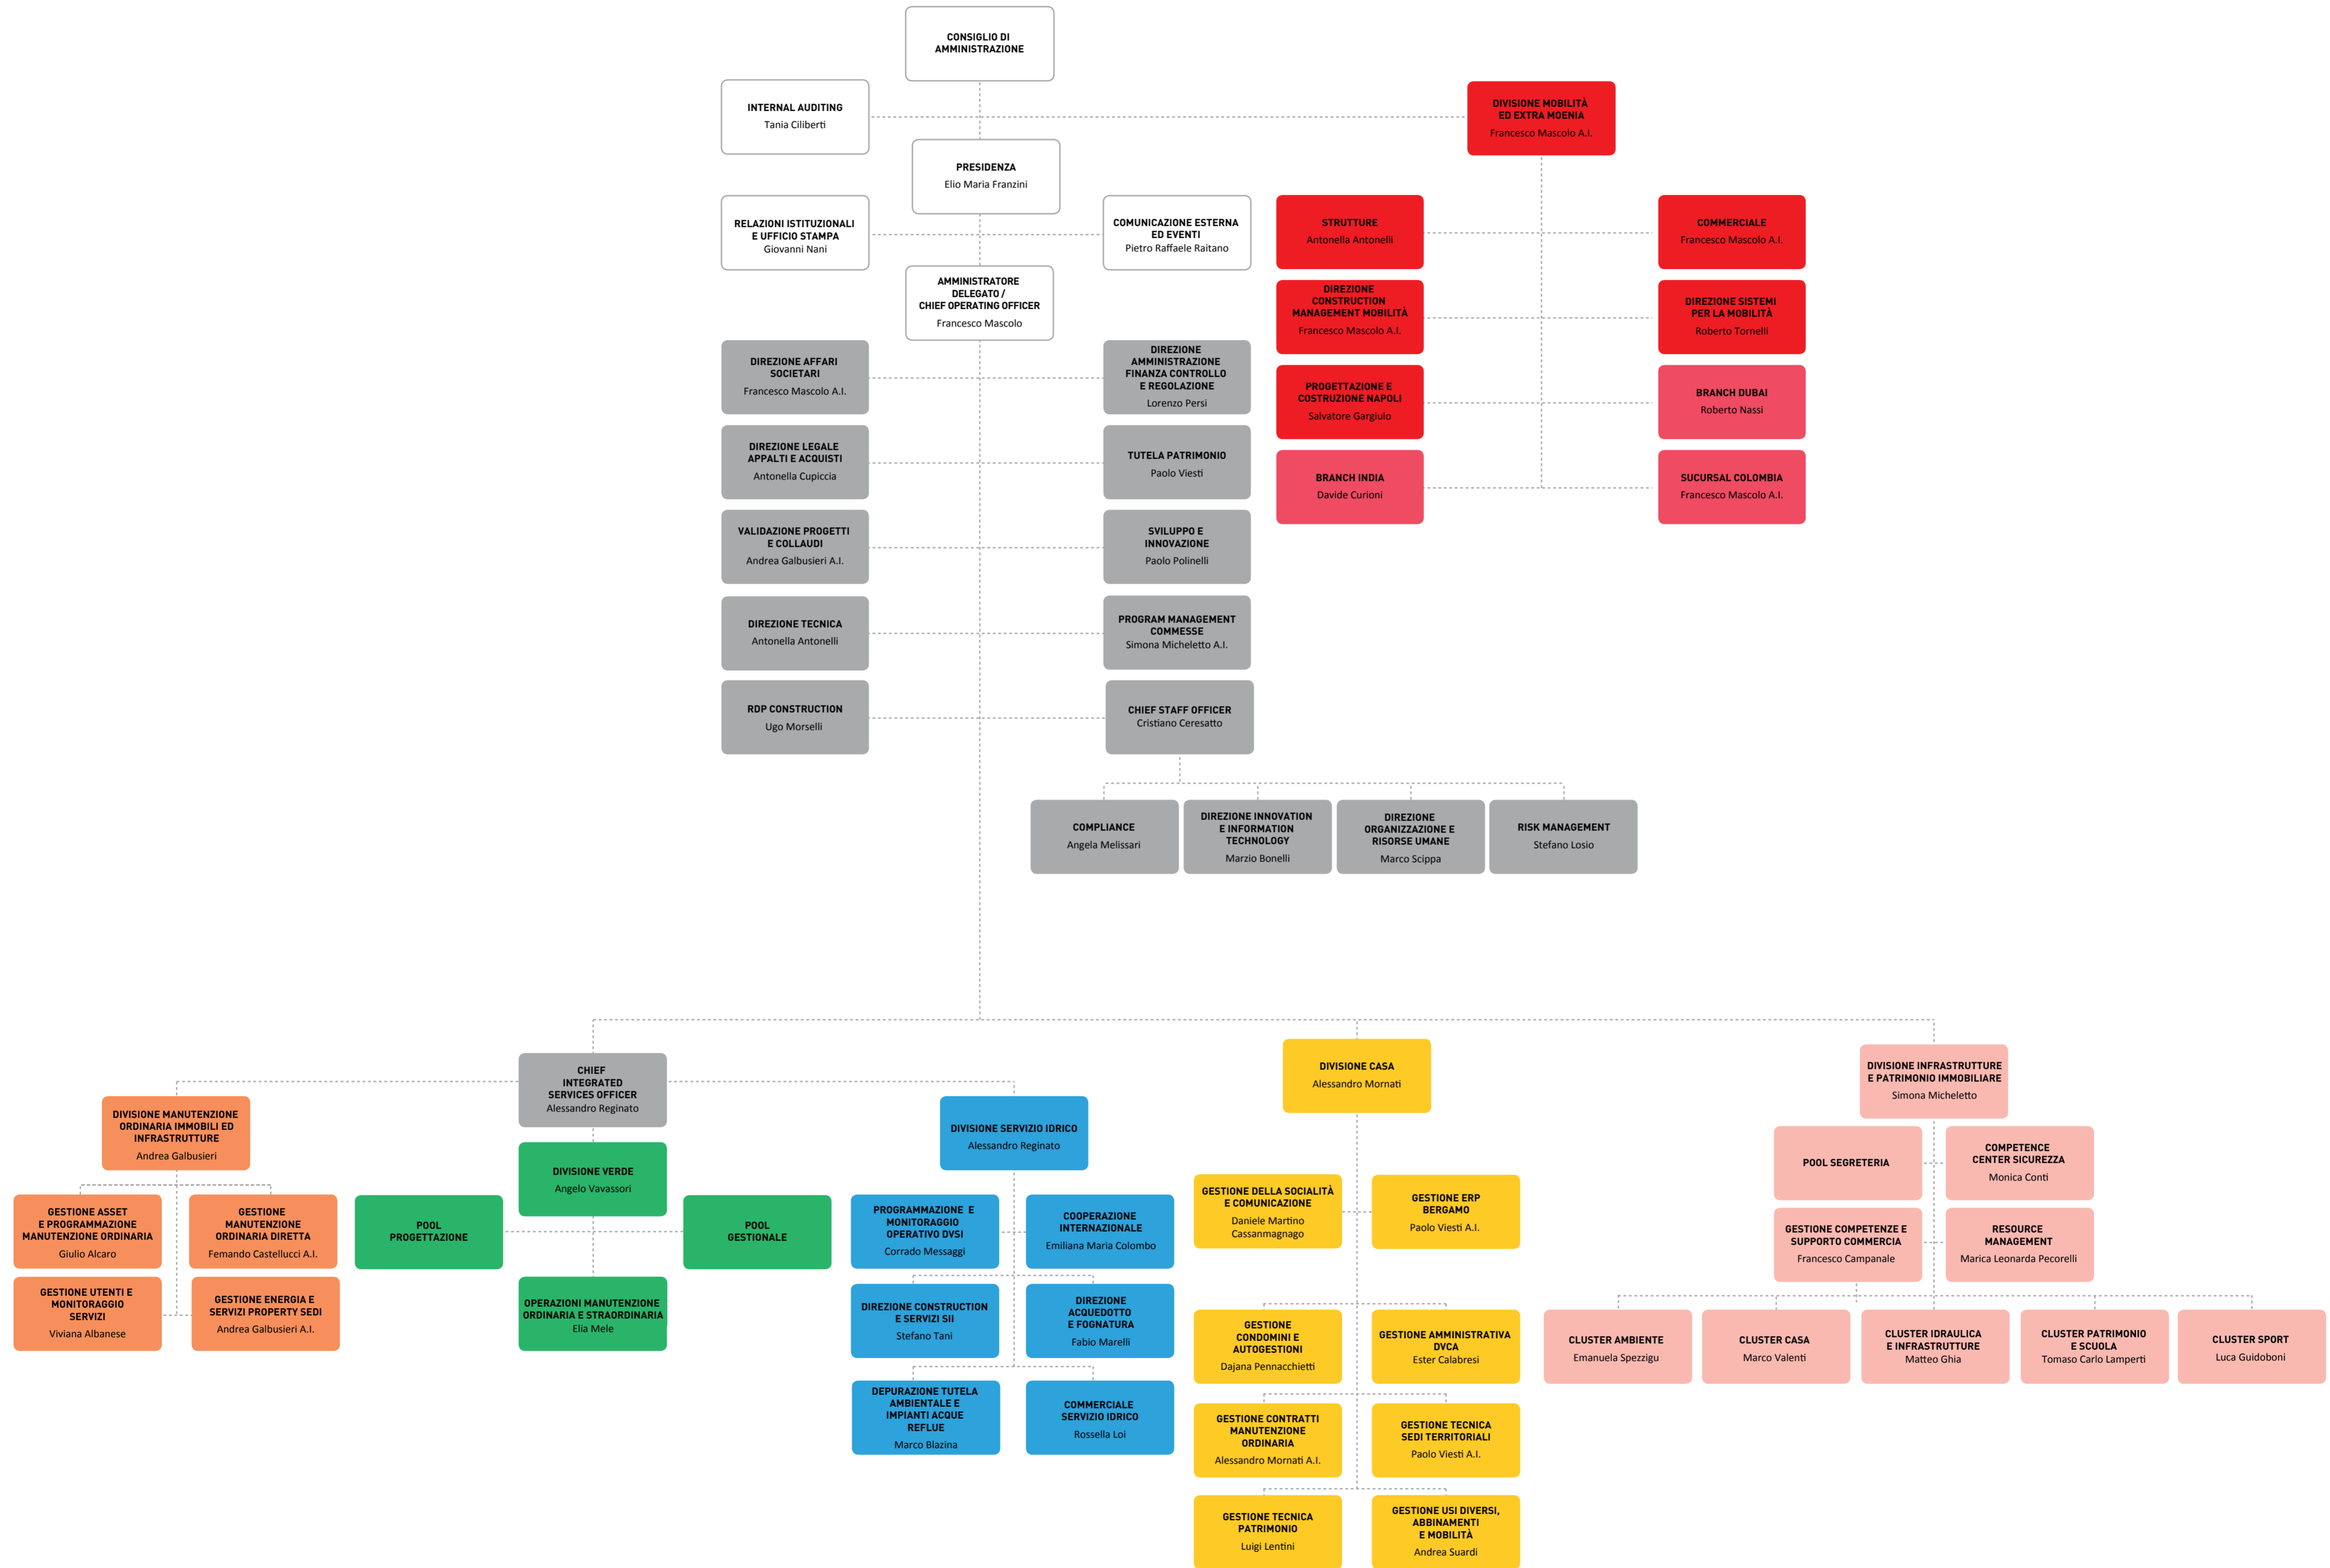 CONSIGLIO DI
AMMINISTRAZIONE
INTERNAL AUDITING
Tania Ciliberti
DIVISIONE MOBILITÀ
ED EXTRA MOENIA
Francesco Mascolo A.I.
PRESIDENZA
Elio Maria Franzini
RELAZIONI ISTITUZIONALI
E UFFICIO STAMPA
Giovanni Nani
COMUNICAZIONE ESTERNA
ED EVENTI
Pietro Raffaele Raitano
STRUTTURE
Antonella Antonelli
COMMERCIALE
Francesco Mascolo A.I.
AMMINISTRATORE
DELEGATO /
CHIEF OPERATING OFFICER
Francesco Mascolo
DIREZIONE
CONSTRUCTION
MANAGEMENT MOBILITÀ
Francesco Mascolo A.I.
DIREZIONE SISTEMI
PER LA MOBILITÀ
Roberto Tornelli
DIREZIONE AFFARI
SOCIETARI
Francesco Mascolo A.I.
DIREZIONE
AMMINISTRAZIONE
FINANZA CONTROLLO
E REGOLAZIONE
Lorenzo Persi
PROGETTAZIONE E
COSTRUZIONE NAPOLI
Salvatore Gargiulo
BRANCH DUBAI
Roberto Nassi
DIREZIONE LEGALE
APPALTI E ACQUISTI
Antonella Cupiccia
TUTELA PATRIMONIO
Paolo Viesti
BRANCH INDIA
Davide Curioni
SUCURSAL COLOMBIA
Francesco Mascolo A.I.
VALIDAZIONE PROGETTI
E COLLAUDI
Andrea Galbusieri A.I.
SVILUPPO E
INNOVAZIONE
Paolo Polinelli
DIREZIONE TECNICA
Antonella Antonelli
PROGRAM MANAGEMENT
COMMESSE
Simona Micheletto A.I.
RDP CONSTRUCTION
Ugo Morselli
CHIEF STAFF OFFICER
Cristiano Ceresatto
COMPLIANCE
Angela Melissari
DIREZIONE INNOVATION
E INFORMATION
TECHNOLOGY
Marzio Bonelli
DIREZIONE
ORGANIZZAZIONE E
RISORSE UMANE
Marco Scippa
RISK MANAGEMENT
Stefano Losio
CHIEF
INTEGRATED
SERVICES OFFICER
Alessandro Reginato
DIVISIONE CASA
Alessandro Mornati
DIVISIONE INFRASTRUTTURE
E PATRIMONIO IMMOBILIARE
Simona Micheletto
DIVISIONE MANUTENZIONE
ORDINARIA IMMOBILI ED
INFRASTRUTTURE
Andrea Galbusieri
DIVISIONE VERDE
Angelo Vavassori
DIVISIONE SERVIZIO IDRICO
Alessandro Reginato
POOL SEGRETERIA
COMPETENCE
CENTER SICUREZZA
Monica Conti
GESTIONE ASSET
E PROGRAMMAZIONE
MANUTENZIONE ORDINARIA
Giulio Alcaro
GESTIONE
MANUTENZIONE
ORDINARIA DIRETTA
Femando Castellucci A.I.
POOL
PROGETTAZIONE
POOL
GESTIONALE
PROGRAMMAZIONE E
MONITORAGGIO
OPERATIVO DVSI
Corrado Messaggi
COOPERAZIONE
INTERNAZIONALE
Emiliana Maria Colombo
GESTIONE DELLA SOCIALITÀ
E COMUNICAZIONE
Daniele Martino
Cassanmagnago
GESTIONE ERP
BERGAMO
Paolo Viesti A.I.
GESTIONE COMPETENZE E
SUPPORTO COMMERCIA
Francesco Campanale
RESOURCE
MANAGEMENT
Marica Leonarda Pecorelli
GESTIONE UTENTI E
MONITORAGGIO
SERVIZI
Viviana Albanese
GESTIONE ENERGIA E
SERVIZI PROPERTY SEDI
Andrea Galbusieri A.I.
OPERAZIONI MANUTENZIONE
ORDINARIA E STRAORDINARIA
Elia Mele
DIREZIONE CONSTRUCTION
E SERVIZI SII
Stefano Tani
DIREZIONE
ACQUEDOTTO
E FOGNATURA
Fabio Marelli
GESTIONE
CONDOMINI E
AUTOGESTIONI
Dajana Pennacchietti
GESTIONE AMMINISTRATIVA
DVCA
Ester Calabresi
CLUSTER AMBIENTE
Emanuela Spezzigu
CLUSTER CASA
Marco Valenti
CLUSTER IDRAULICA
E INFRASTRUTTURE
Matteo Ghia
CLUSTER PATRIMONIO
E SCUOLA
Tomaso Carlo Lamperti
CLUSTER SPORT
Luca Guidoboni
DEPURAZIONE TUTELA
AMBIENTALE E
IMPIANTI ACQUE
REFLUE
Marco Blazina
COMMERCIALE
SERVIZIO IDRICO
Rossella Loi
GESTIONE CONTRATTI
MANUTENZIONE
ORDINARIA
Alessandro Mornati A.I.
GESTIONE TECNICA
SEDI TERRITORIALI
Paolo Viesti A.I.
GESTIONE TECNICA
PATRIMONIO
Luigi Lentini
GESTIONE USI DIVERSI,
ABBINAMENTI
E MOBILITÀ
Andrea Suardi